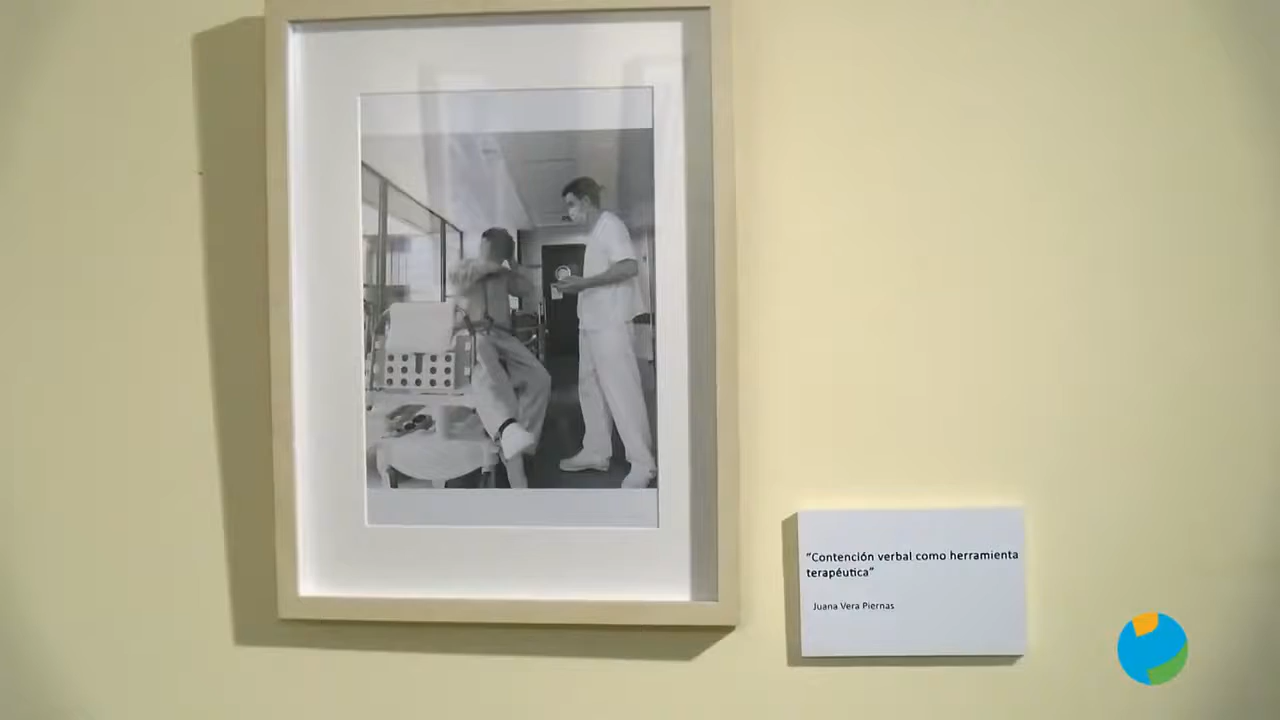 “Contención verbal como herramienta
terapéutica”
Juana Vera Piernas